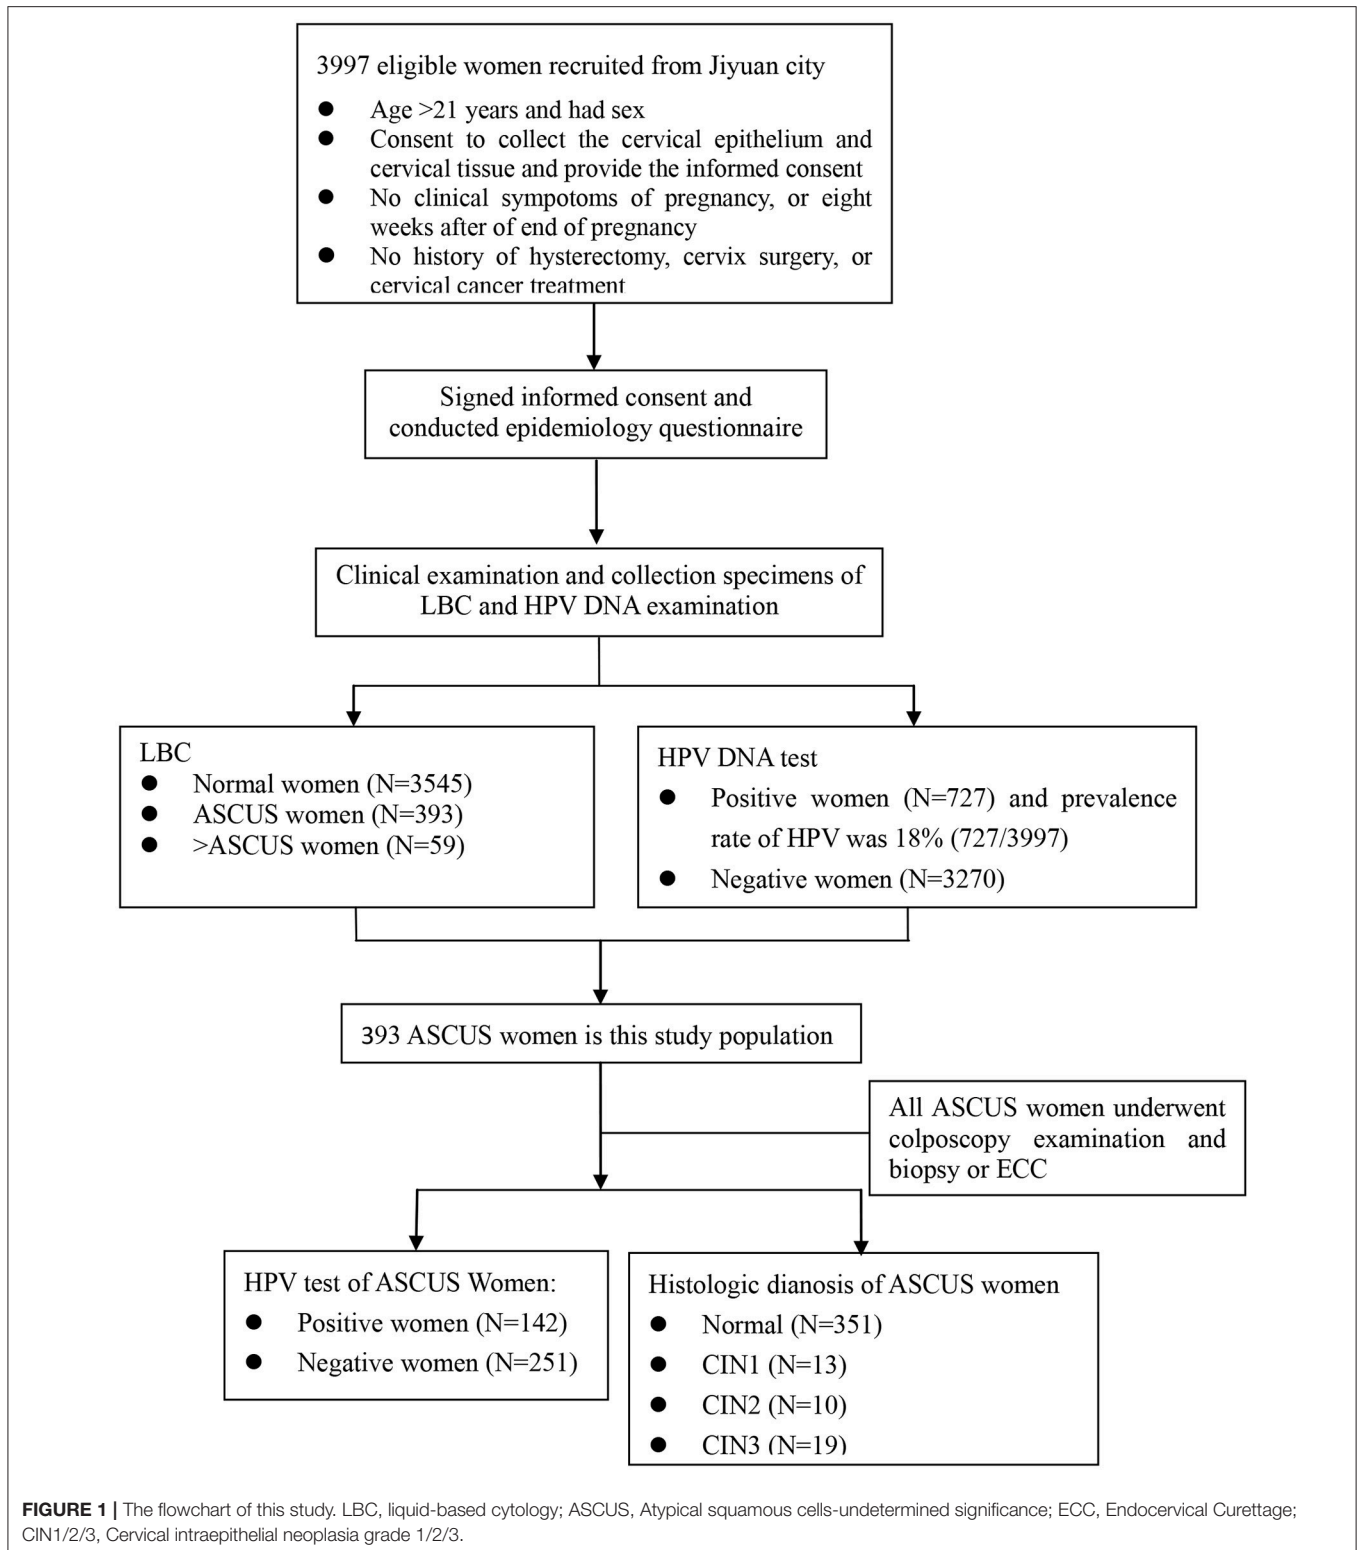 3997 eligible women recruited from Jiyuan city
● Age >21 years and had sex
● Consent to collect the cervical epithelium and
cervical tissue and provide the informed consent
● No clinical sympotoms of pregnancy, or eight
weeks after of end of pregnancy
● No history of hysterectomy, cervix surgery, or
cervical cancer treatment
Signed informed consent and
conducted epidemiology questionnaire
Clinical examination and collection specimens of
LBC and HPV DNA examination
LBC
● Normal women (N=3545)
● ASCUS women (N=393)
● >ASCUS women (N=59)
HPV DNA test
● Positive women (N=727) and prevalence
rate of HPV was 18% (727/3997)
● Negative women (N=3270)
393 ASCUS women is this study population
All ASCUS women underwent
colposcopy examination and
biopsy or ECC
HPV test of ASCUS Women:
● Positive women (N=142)
● Negative women (N=251)
Histologic dianosis of ASCUS women
● Normal (N=351)
● CIN1 (N=13)
● CIN2 (N=10)
● CIN3 (N=19)
FIGURE 1 | The flowchart of this study. LBC, liquid-based cytology; ASCUS, Atypical squamous cells-undetermined significance; ECC, Endocervical Curettage;
CIN1/2/3, Cervical intraepithelial neoplasia grade 1/2/3.